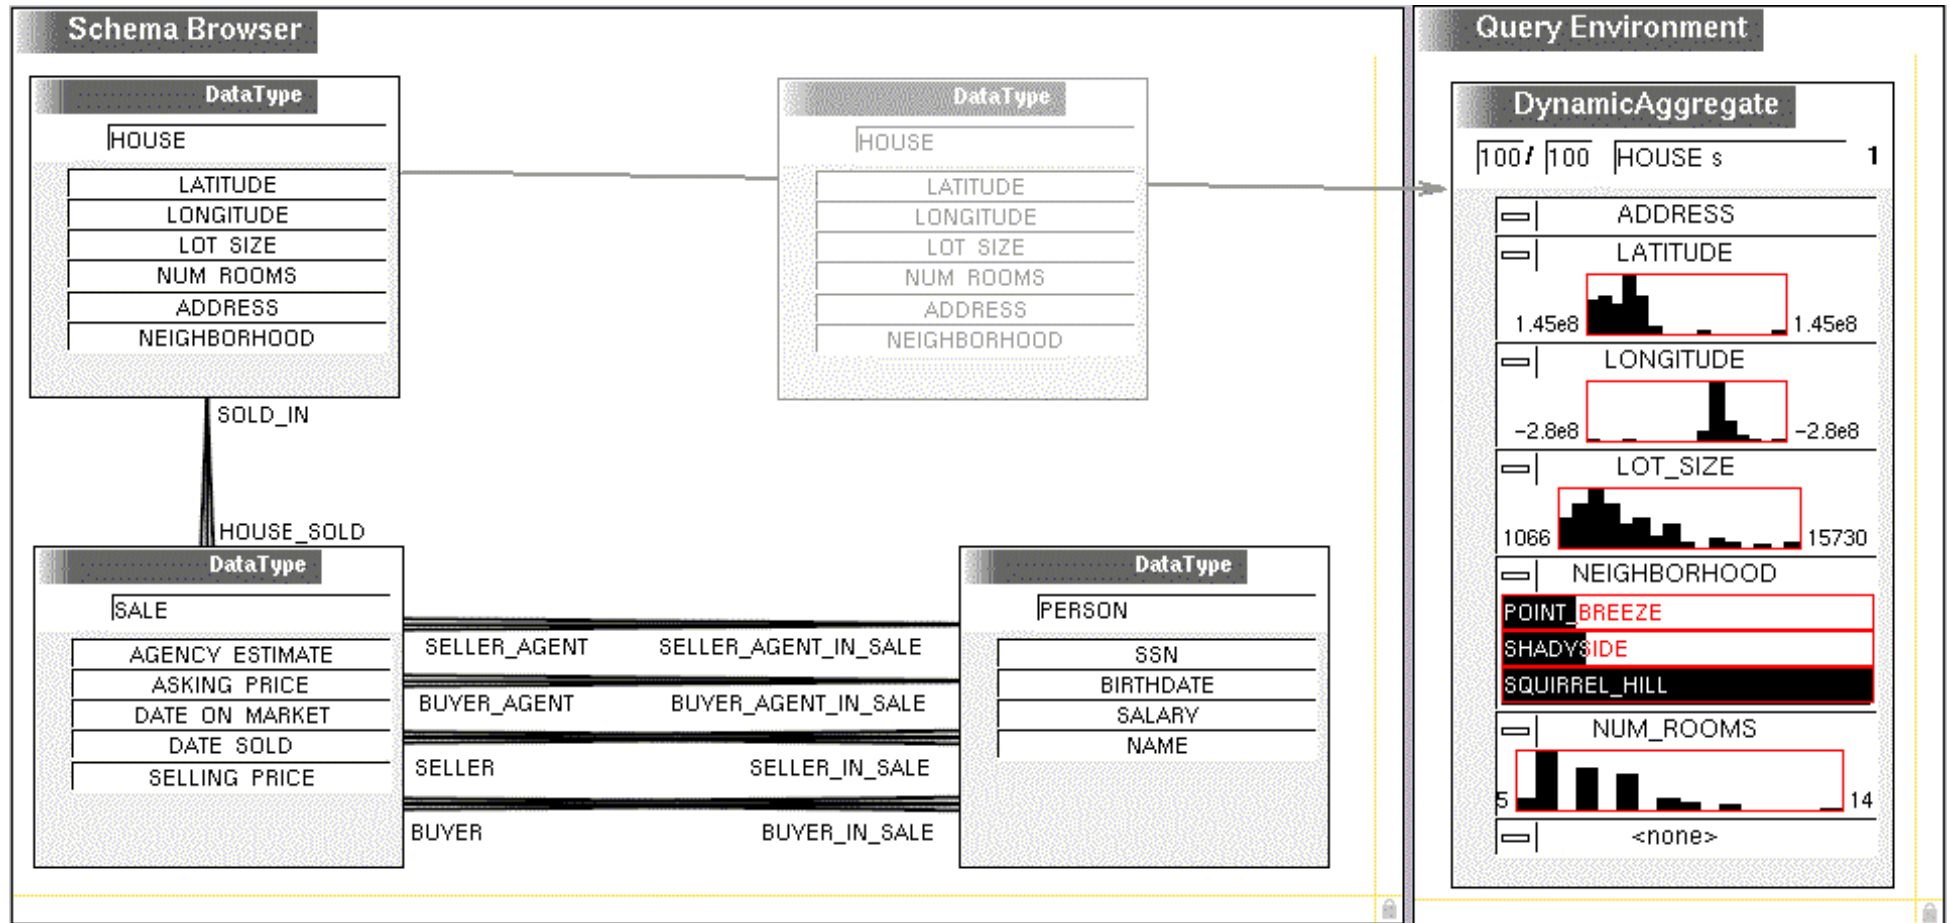 Schema Browser
DataType
HOUSE
LATITUDE
LONGITUDE
LOT SIZE
NUM ROOMS
ADDRESS
NEIGHBORHOOD
SOLD_IN
HOUSE_SOLD
DataType
HOUSE
LATITUDE
LONGITUDE
LOT SIZE
NUM ROOMS
ADDRESS
NEIGHBORHOOD
DataType
SALE
AGENCY ESTIMATE
ASKING PRICE
DATE ON MARKET
DATE SOLD
SELLING PRICE
SELLER_AGENT SELLER_AGENT_IN_SALE
BUYER_AGENT BUYER_AGENT_IN_SALE
SELLER SELLER_IN_SALE
BUYER BUYER_IN_SALE
DataType
PERSON
SSN
BIRTHDATE
SALARY
NAME
Query Environment
DynamicAggregate
100/ 100 HOUSE s 1
ADDRESS
LATITUDE
1.45e8 1.45e8
LONGITUDE
-2.8e8 -2.8e8
LOT_SIZE
1066 15730
NEIGHBORHOOD
POINT_BREEZE
SHADYSIDE
SQUIRREL_HILL
NUM_ROOMS
5 14
<none>